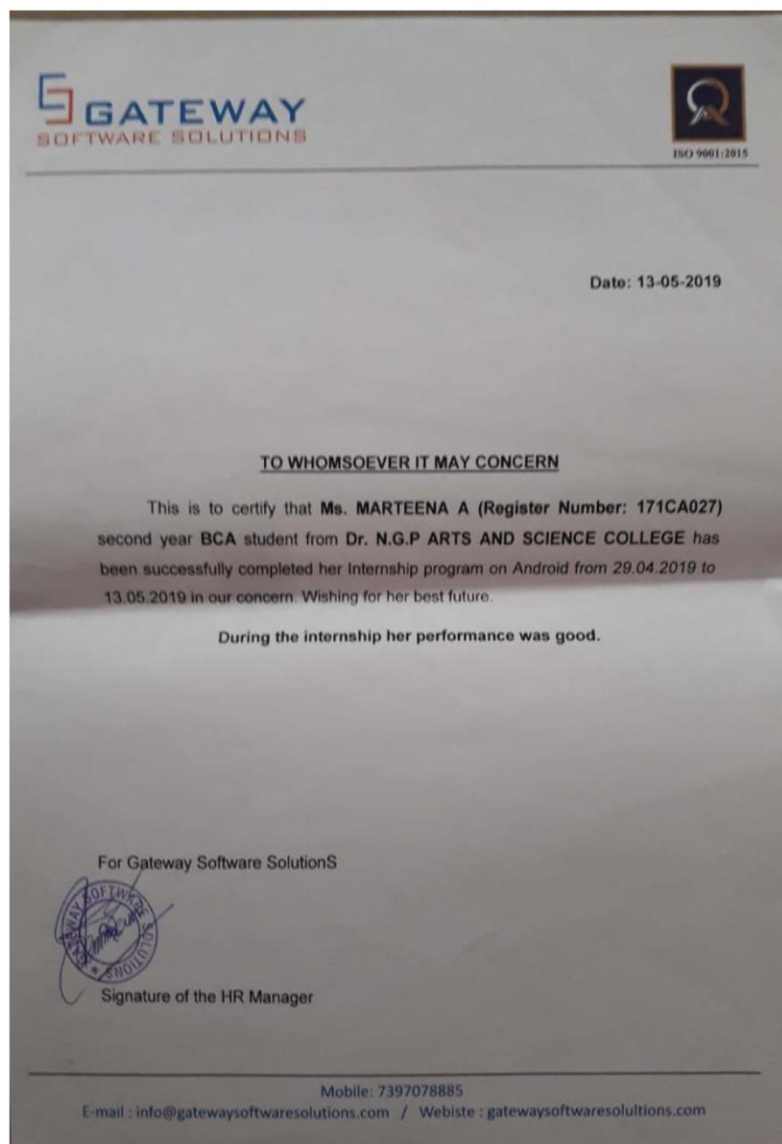 GATEWAY
SOFTWARE SOLUTIONS
ISO 9001:2015
Date: 13-05-2019
TO WHOMSOEVER IT MAY CONCERN
This is to certify that Ms. MARTEENA A (Register Number: 171CA027)
second year BCA student from Dr. N.G.P ARTS AND SCIENCE COLLEGE has
been successfully completed her Internship program on Android from 29.04.2019 to
13.05.2019 in our concern. Wishing for her best future.
During the internship her performance was good.
For Gateway Software SolutionS
GATEWAY SOFTWARE SOLUTIONS
Signature of the HR Manager
Mobile: 7397078885
E-mail : info@gatewaysoftwaresolutions.com / Webiste : gatewaysoftwaresolultions.com